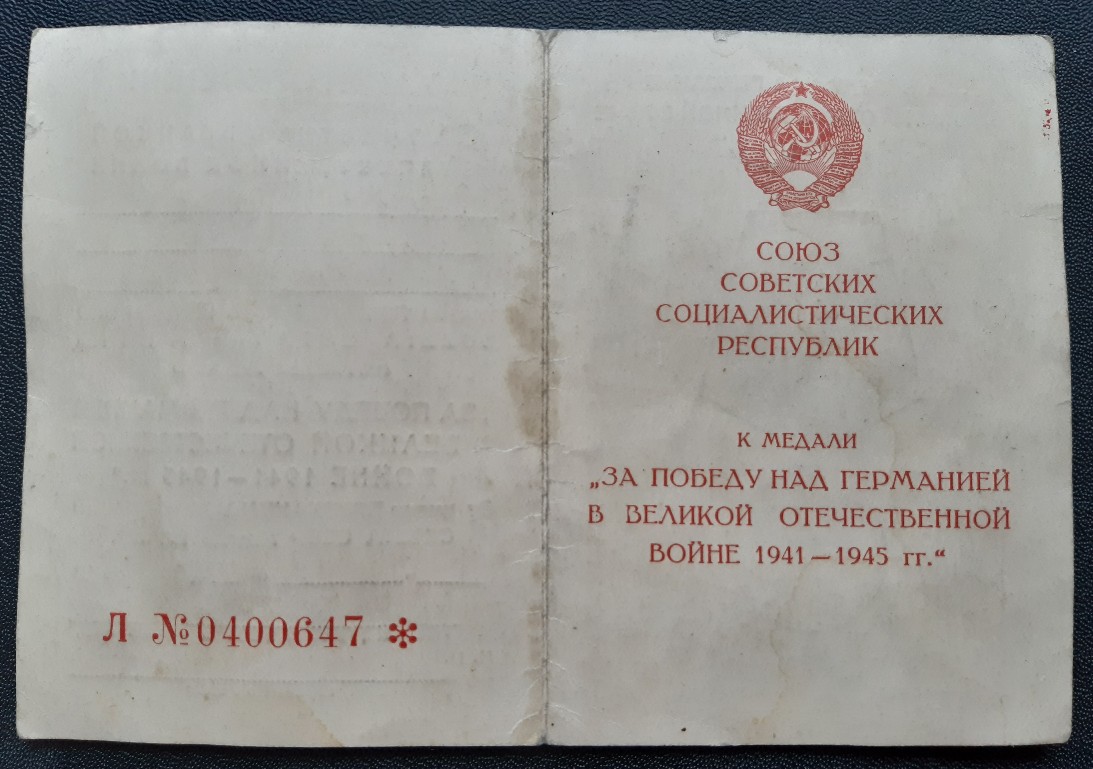 Л №0400647 *
СОЮЗ
СОВЕТСКИХ
СОЦИАЛИСТИЧЕСКИХ
РЕСПУБЛИК
К МЕДАЛИ
„ЗА ПОБЕДУ НАД ГЕРМАНИЕЙ
В ВЕЛИКОЙ ОТЕЧЕСТВЕННОЙ
ВОЙНЕ 1941—1945 гг.“